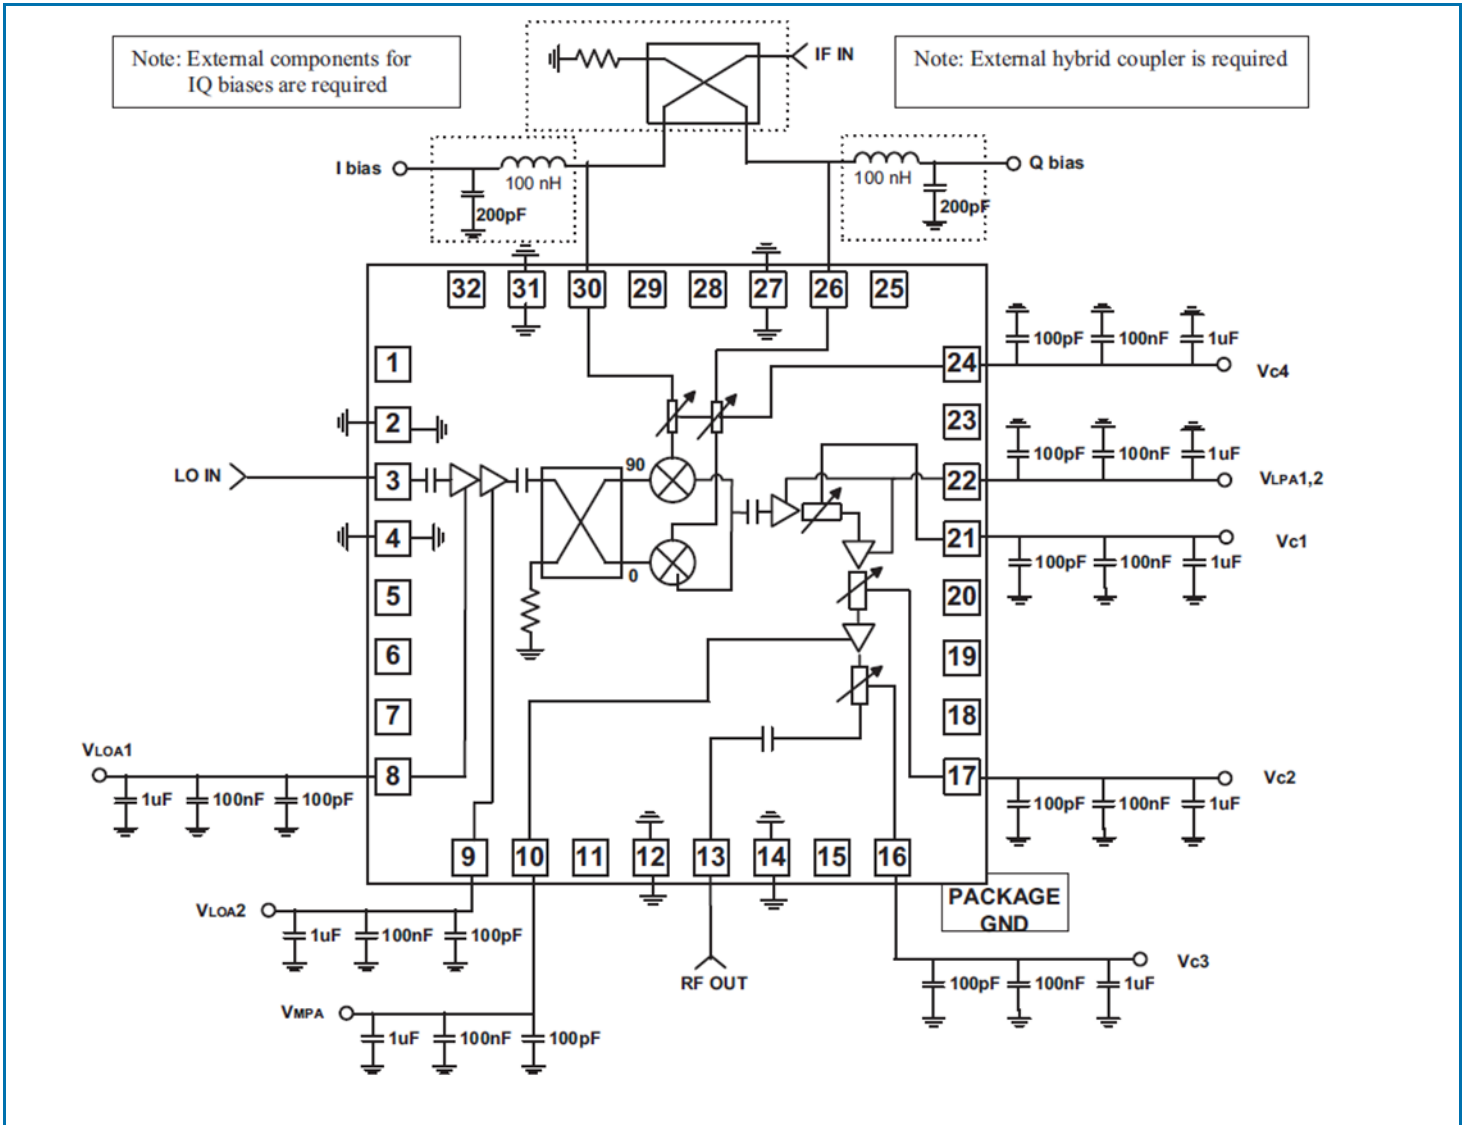 Note: External components for
IQ biases are required
IF IN
Note: External hybrid coupler is required
I bias
100 nH
200pF
100 nH
200pF
Q bias
32 31 30 29 28 27 26 25
1
2
3
4
5
6
7
8
24
23
22
21
20
19
18
17
9 10 11 12 13 14 15 16
LO IN
90
0
100pF 100nF 1uF
Vc4
100pF 100nF 1uF
VLPA1,2
Vc1
100pF 100nF 1uF
VLOA1
1uF 100nF 100pF
Vc2
100pF 100nF 1uF
PACKAGE
GND
VLOA2
1uF 100nF 100pF
RF OUT
Vc3
100pF 100nF 1uF
VMPA
1uF 100nF 100pF